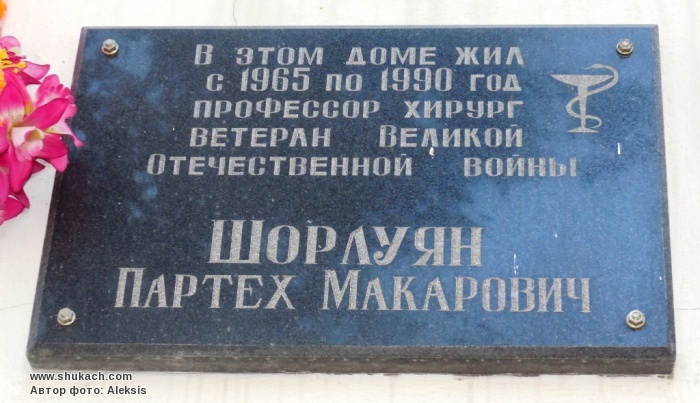 В ЭТОМ ДОМЕ ЖИЛ
С 1965 ПО 1990 ГОД
ПРОФЕССОР ХИРУРГ
ВЕТЕРАН ВЕЛИКОЙ
ОТЕЧЕСТВЕННОЙ ВОЙНЫ
ШОРЛУЯН
ПАРТЕХ МАКАРОВИЧ
www.shukach.com
Автор фото: Aleksis